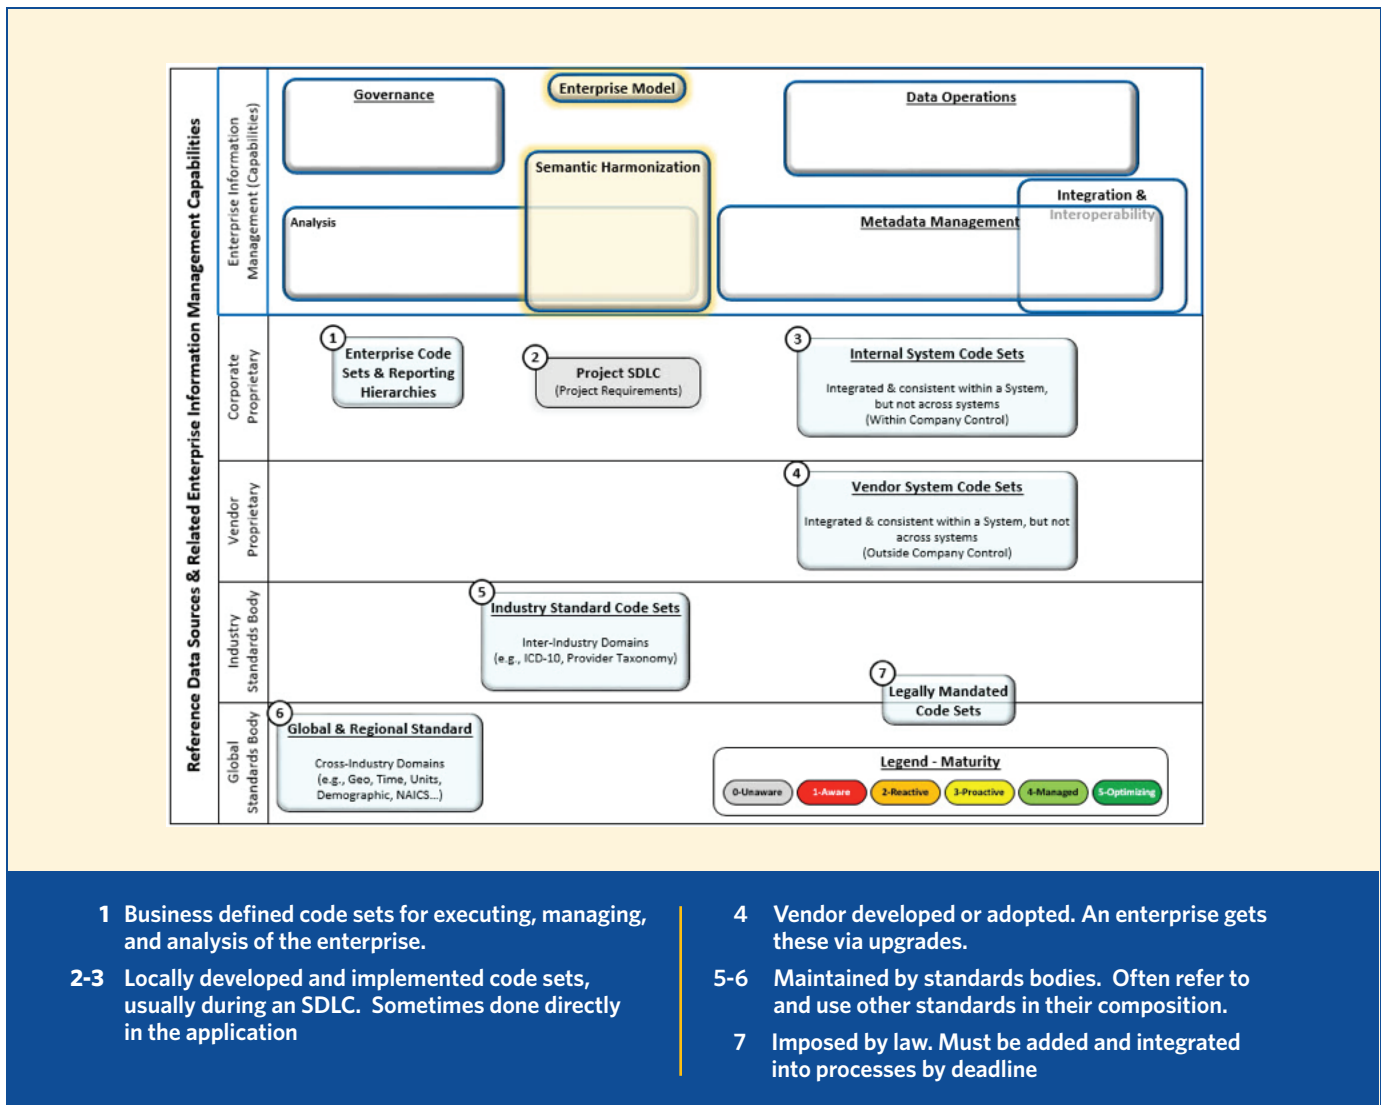 Reference Data Sources & Related Enterprise Information Management Capabilities
Enterprise Information
Management (Capabilities)
Governance
Enterprise Model
Data Operations
Semantic Harmonization
Integration &
Interoperability
Analysis
Metadata Management
Corporate
Proprietary
1
Enterprise Code
Sets & Reporting
Hierarchies
2
Project SDLC
(Project Requirements)
3
Internal System Code Sets
Integrated & consistent within a System,
but not across systems
(Within Company Control)
Vendor
Proprietary
4
Vendor System Code Sets
Integrated & consistent within a System, but not
across systems
(Outside Company Control)
Industry
Standards Body
5
Industry Standard Code Sets
Inter-Industry Domains
(e.g., ICD-10, Provider Taxonomy)
7
Legally Mandated
Code Sets
Global
Standards Body
6
Global & Regional Standard
Cross-Industry Domains
(e.g., Geo, Time, Units,
Demographic, NAICS...)
Legend - Maturity
0-Unaware
1-Aware
2-Reactive
3-Proactive
4-Managed
5-Optimizing
1 Business defined code sets for executing, managing,
and analysis of the enterprise.
2-3 Locally developed and implemented code sets,
usually during an SDLC. Sometimes done directly
in the application
4 Vendor developed or adopted. An enterprise gets
these via upgrades.
5-6 Maintained by standards bodies. Often refer to
and use other standards in their composition.
7 Imposed by law. Must be added and integrated
into processes by deadline